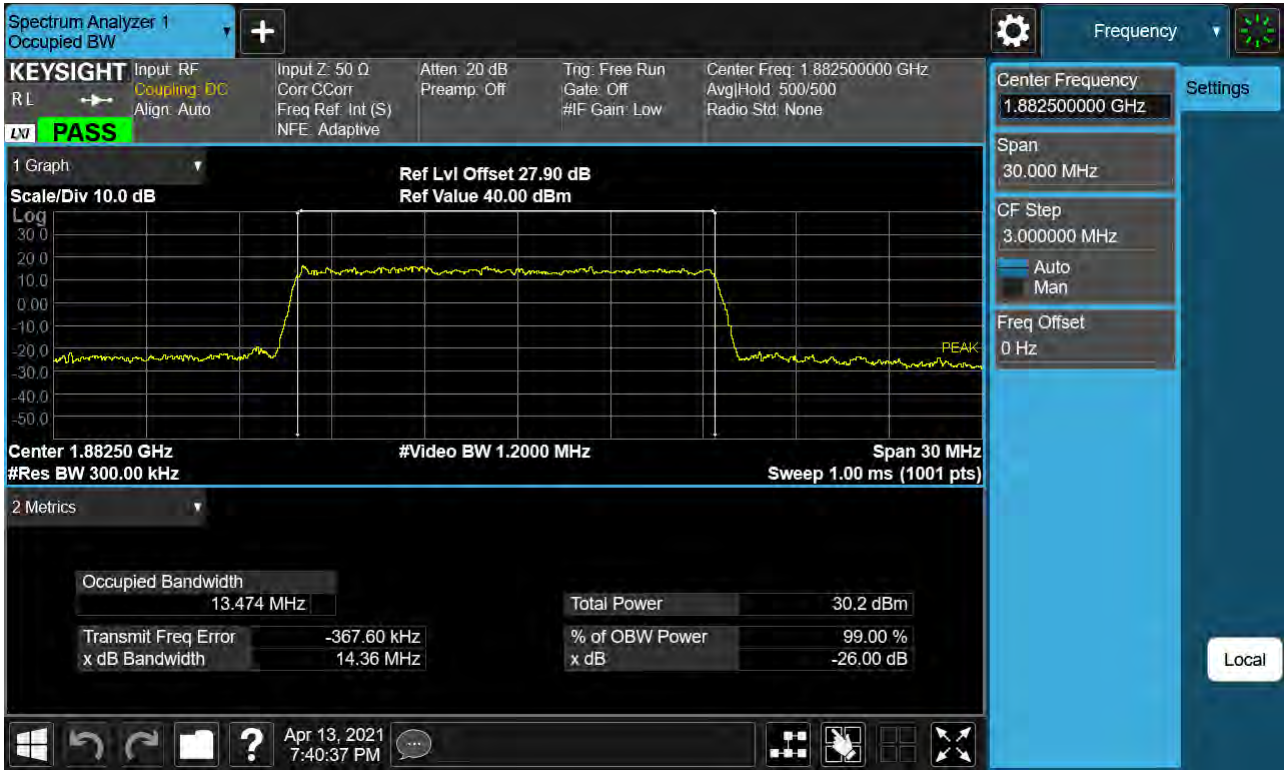 Spectrum Analyzer 1
Occupied BW
Frequency
KEYSIGHT
RL
LXI PASS
Input: RF
Coupling: DC
Align: Auto
Input Z: 50 Ω
Corr CCorr
Freq Ref: Int (S)
NFE: Adaptive
Atten: 20 dB
Preamp: Off
Trig: Free Run
Gate: Off
#IF Gain: Low
Center Freq: 1.882500000 GHz
Avg|Hold: 500/500
Radio Std: None
Center Frequency
1.882500000 GHz
Settings
Span
30.000 MHz
CF Step
3.000000 MHz
Auto
Man
Freq Offset
0 Hz
1 Graph
Scale/Div 10.0 dB
Ref Lvl Offset 27.90 dB
Ref Value 40.00 dBm
Log
30.0
20.0
10.0
0.00
-10.0
-20.0
-30.0
-40.0
-50.0
PEAK
Center 1.88250 GHz
#Video BW 1.2000 MHz
Span 30 MHz
#Res BW 300.00 kHz
Sweep 1.00 ms (1001 pts)
2 Metrics
Occupied Bandwidth
13.474 MHz
Total Power 30.2 dBm
Transmit Freq Error -367.60 kHz
% of OBW Power 99.00 %
x dB Bandwidth 14.36 MHz
x dB -26.00 dB
Local
?
Apr 13, 2021
7:40:37 PM